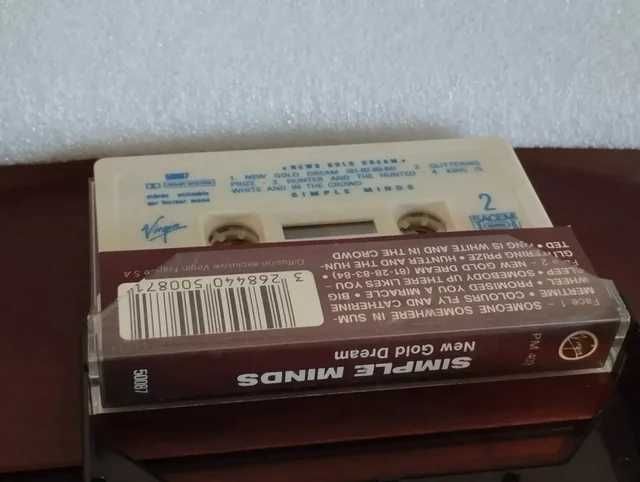 NEW GOLD DREAM
1. NEW GOLD DREAM (81-82-83-84) - 2. GLITTERING
PRIZE - 3. HUNTER AND THE HUNTED - 4. KING IS
WHITE AND IN THE CROWD
SIMPLE MINDS
2
SACEM
Virgin
Face 1 - SOMEONE SOMEWHERE IN SUM-
MERTIME • COLOURS FLY AND CATHERINE
WHEEL • PROMISED YOU A MIRACLE • BIG
SLEEP • SOMEBODY UP THERE LIKES YOU -
Face 2 - NEW GOLD DREAM (81-28-83-84) •
GLITTERING PRIZE • HUNTER AND THE HUN-
TED • KING IS WHITE AND IN THE CROWD
Diffusion exclusive Virgin France S.A
3 268440 500871
SIMPLE MINDS
New Gold Dream
50087